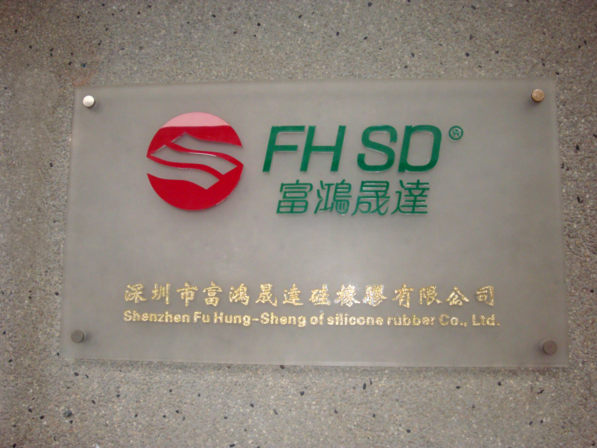 FH SD®
富鴻晟達
深圳市富鴻晟達硅橡膠有限公司
Shenzhen Fu Hung-Sheng of silicone rubber Co., Ltd.